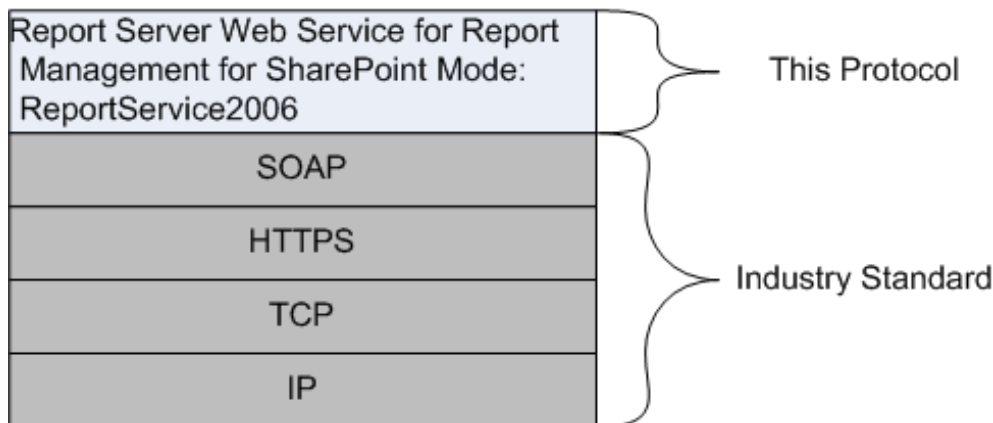 Report Server Web Service for Report
Management for SharePoint Mode:
ReportService2006
This Protocol
SOAP
HTTPS
TCP
IP
Industry Standard